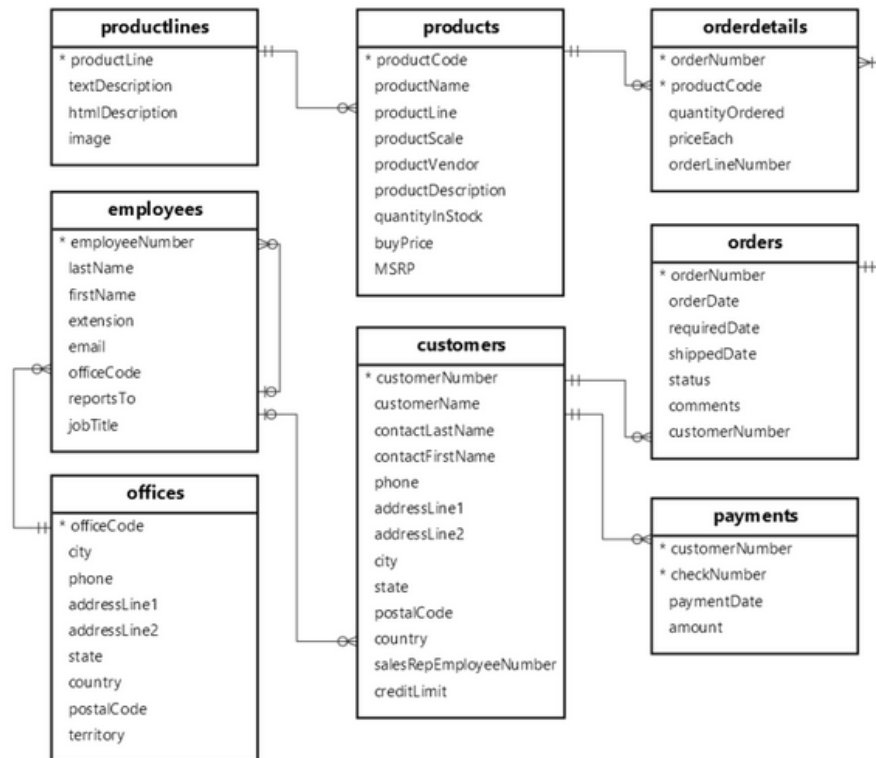 productlines
* productLine
textDescription
htmlDescription
image
products
* productCode
productName
productLine
productScale
productVendor
productDescription
quantityInStock
buyPrice
MSRP
orderdetails
* orderNumber
* productCode
quantityOrdered
priceEach
orderLineNumber
employees
* employeeNumber
lastName
firstName
extension
email
officeCode
reportsTo
jobTitle
customers
* customerNumber
customerName
contactLastName
contactFirstName
phone
addressLine1
addressLine2
city
state
postalCode
country
salesRepEmployeeNumber
creditLimit
orders
* orderNumber
orderDate
requiredDate
shippedDate
status
comments
customerNumber
offices
* officeCode
city
phone
addressLine1
addressLine2
state
country
postalCode
territory
payments
* customerNumber
* checkNumber
paymentDate
amount